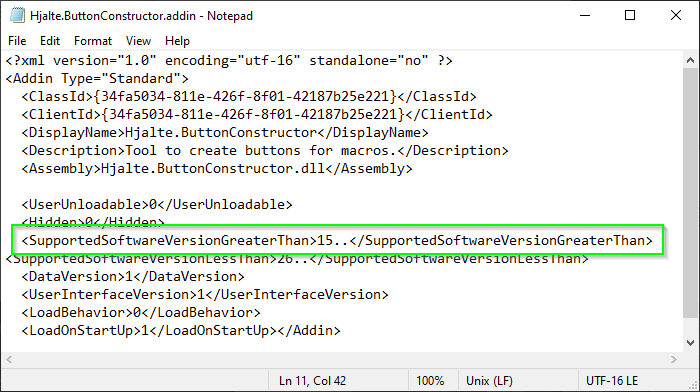 Hjalte.ButtonConstructor.addin - Notepad
File Edit Format View Help
<?xml version="1.0" encoding="utf-16" standalone="no" ?>
<Addin Type="Standard">
<ClassId>{34fa5034-811e-426f-8f01-42187b25e221}</ClassId>
<ClientId>{34fa5034-811e-426f-8f01-42187b25e221}</ClientId>
<DisplayName>Hjalte.ButtonConstructor</DisplayName>
<Description>Tool to create buttons for macros.</Description>
<Assembly>Hjalte.ButtonConstructor.dll</Assembly>
<UserUnloadable>0</UserUnloadable>
<Hidden>0</Hidden>
<SupportedSoftwareVersionGreaterThan>15..</SupportedSoftwareVersionGreaterThan>
<SupportedSoftwareVersionLessThan>26..</SupportedSoftwareVersionLessThan>
<DataVersion>1</DataVersion>
<UserInterfaceVersion>1</UserInterfaceVersion>
<LoadBehavior>0</LoadBehavior>
<LoadOnStartUp>1</LoadOnStartUp></Addin>
Ln 11, Col 42 100% Unix (LF) UTF-16 LE